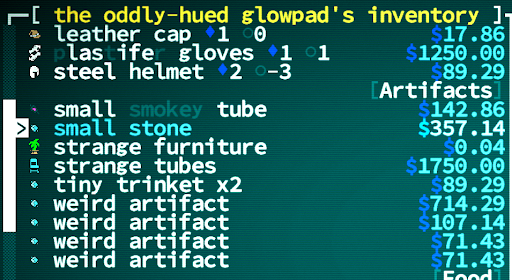 [ the oddly-hued glowpad's inventory ]
leather cap ♦1 ○0 $17.86
plastifer gloves ♦1 ○1 $1250.00
steel helmet ♦2 ○-3 $89.29
[Artifacts]
small smokey tube $142.86
> small stone $357.14
strange furniture $0.04
strange tubes $1750.00
tiny trinket x2 $89.29
weird artifact $714.29
weird artifact $107.14
weird artifact $71.43
weird artifact $71.43
[Food